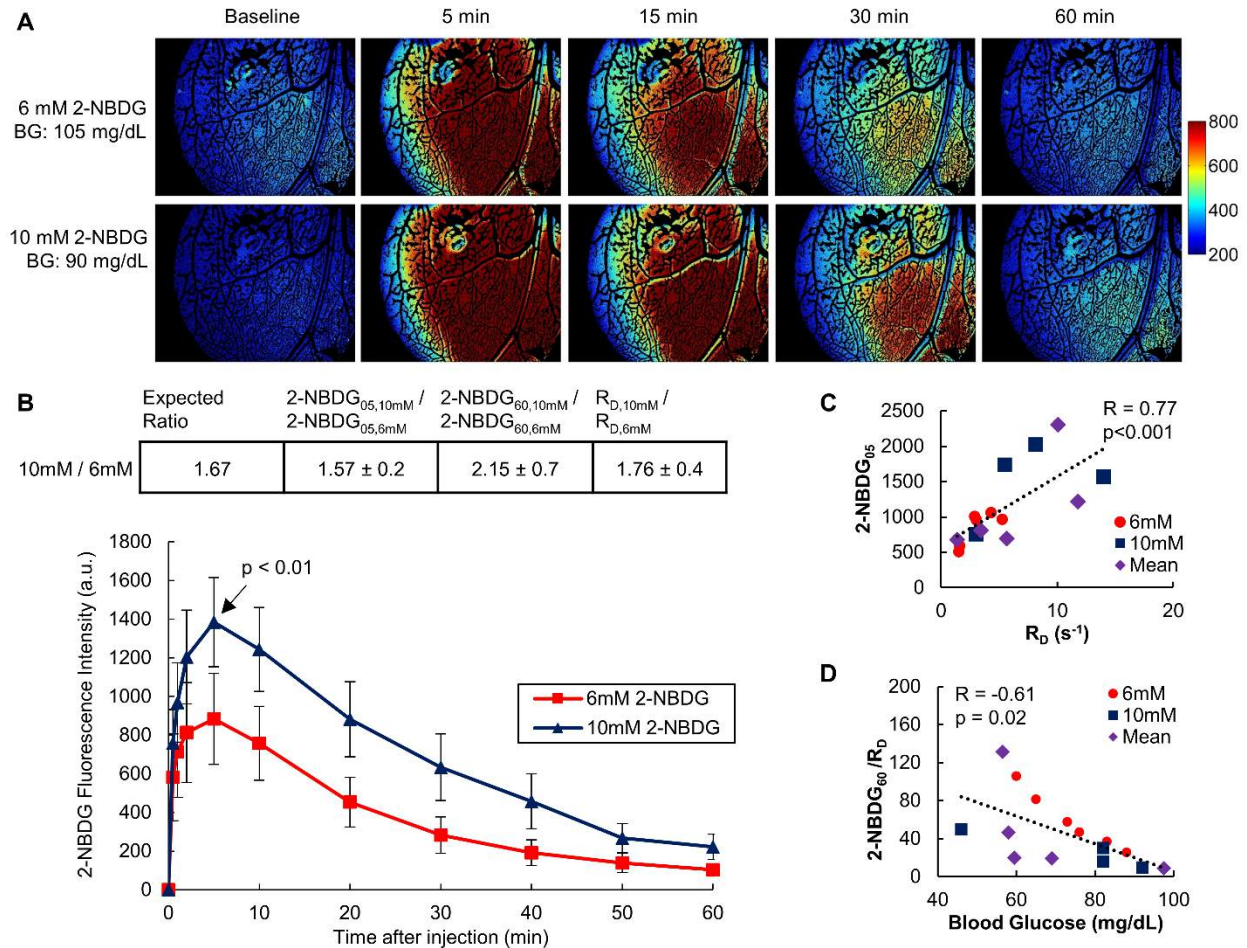 A
Baseline
5 min
15 min
30 min
60 min
6 mM 2-NBDG
BG: 105 mg/dL
10 mM 2-NBDG
BG: 90 mg/dL
800
600
400
200
B
Expected
Ratio
2-NBDG05,10mM /
2-NBDG05,6mM
2-NBDG60,10mM /
2-NBDG60,6mM
RD,10mM /
RD,6mM
10mM / 6mM
1.67
1.57 ± 0.2
2.15 ± 0.7
1.76 ± 0.4
2-NBDG Fluorescence Intensity (a.u.)
1800
1600
1400
1200
1000
800
600
400
200
0
p < 0.01
6mM 2-NBDG
10mM 2-NBDG
0
10
20
30
40
50
60
Time after injection (min)
C
2-NBDG05
2500
2000
1500
1000
500
0
R = 0.77
p<0.001
6mM
10mM
Mean
0
10
20
RD (s-1)
D
2-NBDG60 /RD
200
160
120
80
40
0
R = -0.61
p = 0.02
6mM
10mM
Mean
40
60
80
100
Blood Glucose (mg/dL)